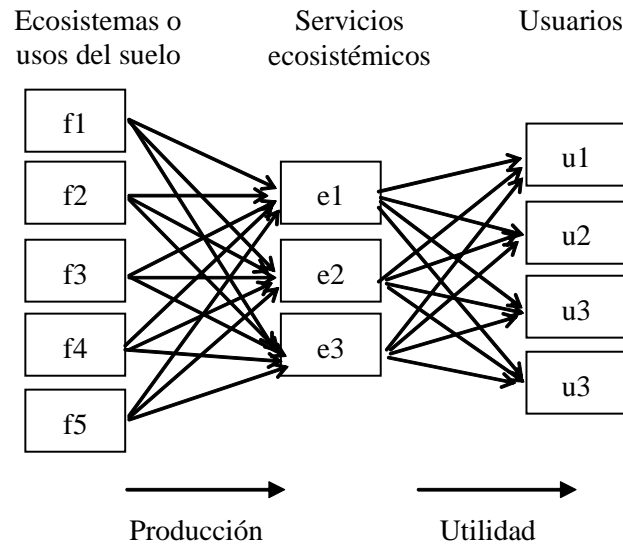 Ecosistemas o
usos del suelo
Servicios
ecosistémicos
Usuarios
f1
f2
f3
f4
f5
e1
e2
e3
u1
u2
u3
u3
Producción
Utilidad